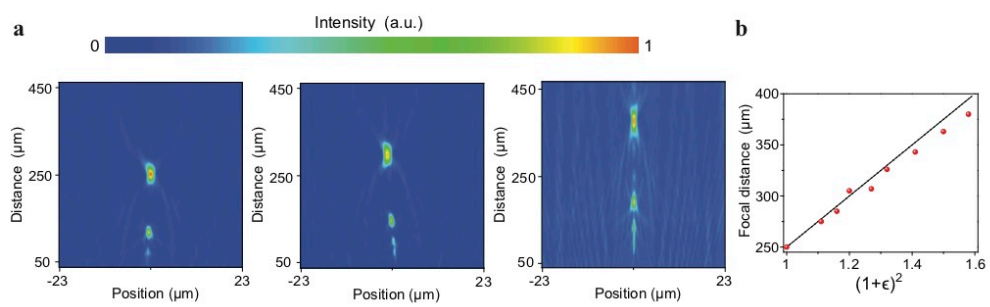 a
Intensity (a.u.)
0
1
b
450
250
50
Distance (µm)
-23
23
Position (µm)
450
250
50
Distance (µm)
-23
23
Position (µm)
450
250
50
Distance (µm)
-23
23
Position (µm)
400
350
300
250
Focal distance (µm)
1
1.2
1.4
1.6
(1+ϵ)²